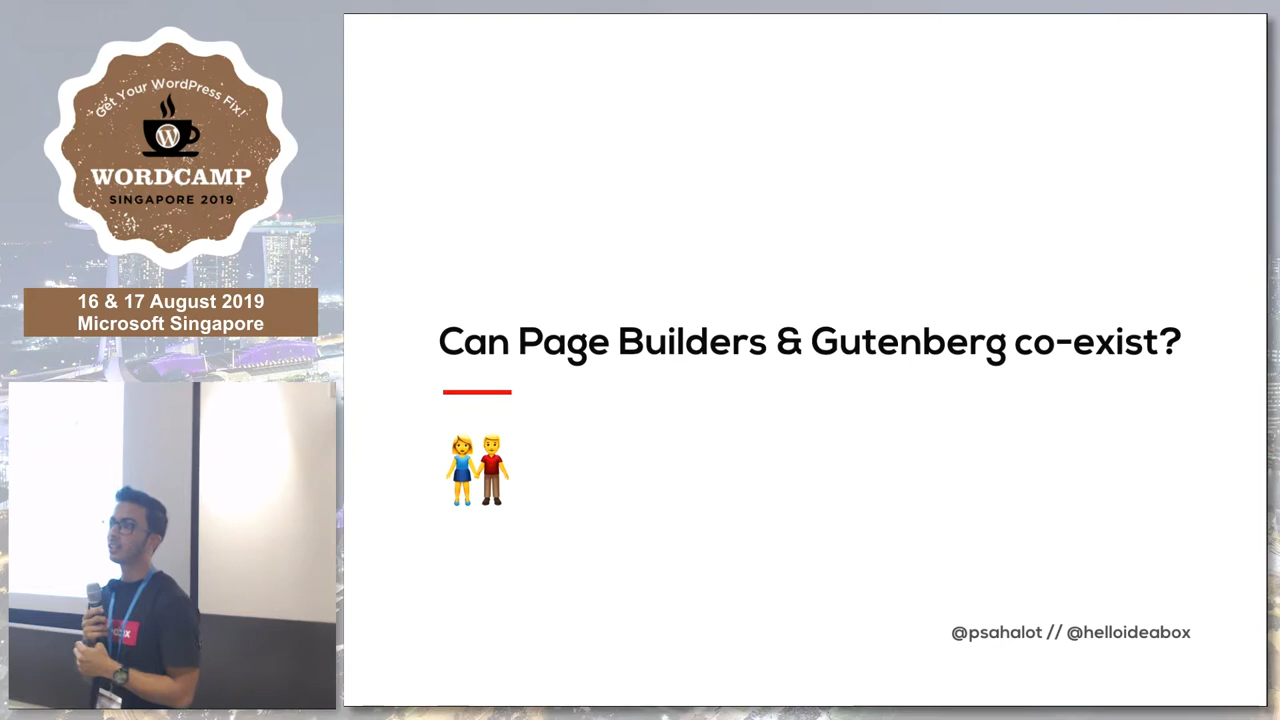 Get Your WordPress Fix!
WORDCAMP
SINGAPORE 2019
16 & 17 August 2019
Microsoft Singapore
Can Page Builders & Gutenberg co-exist?
@psahalot // @helloideabox